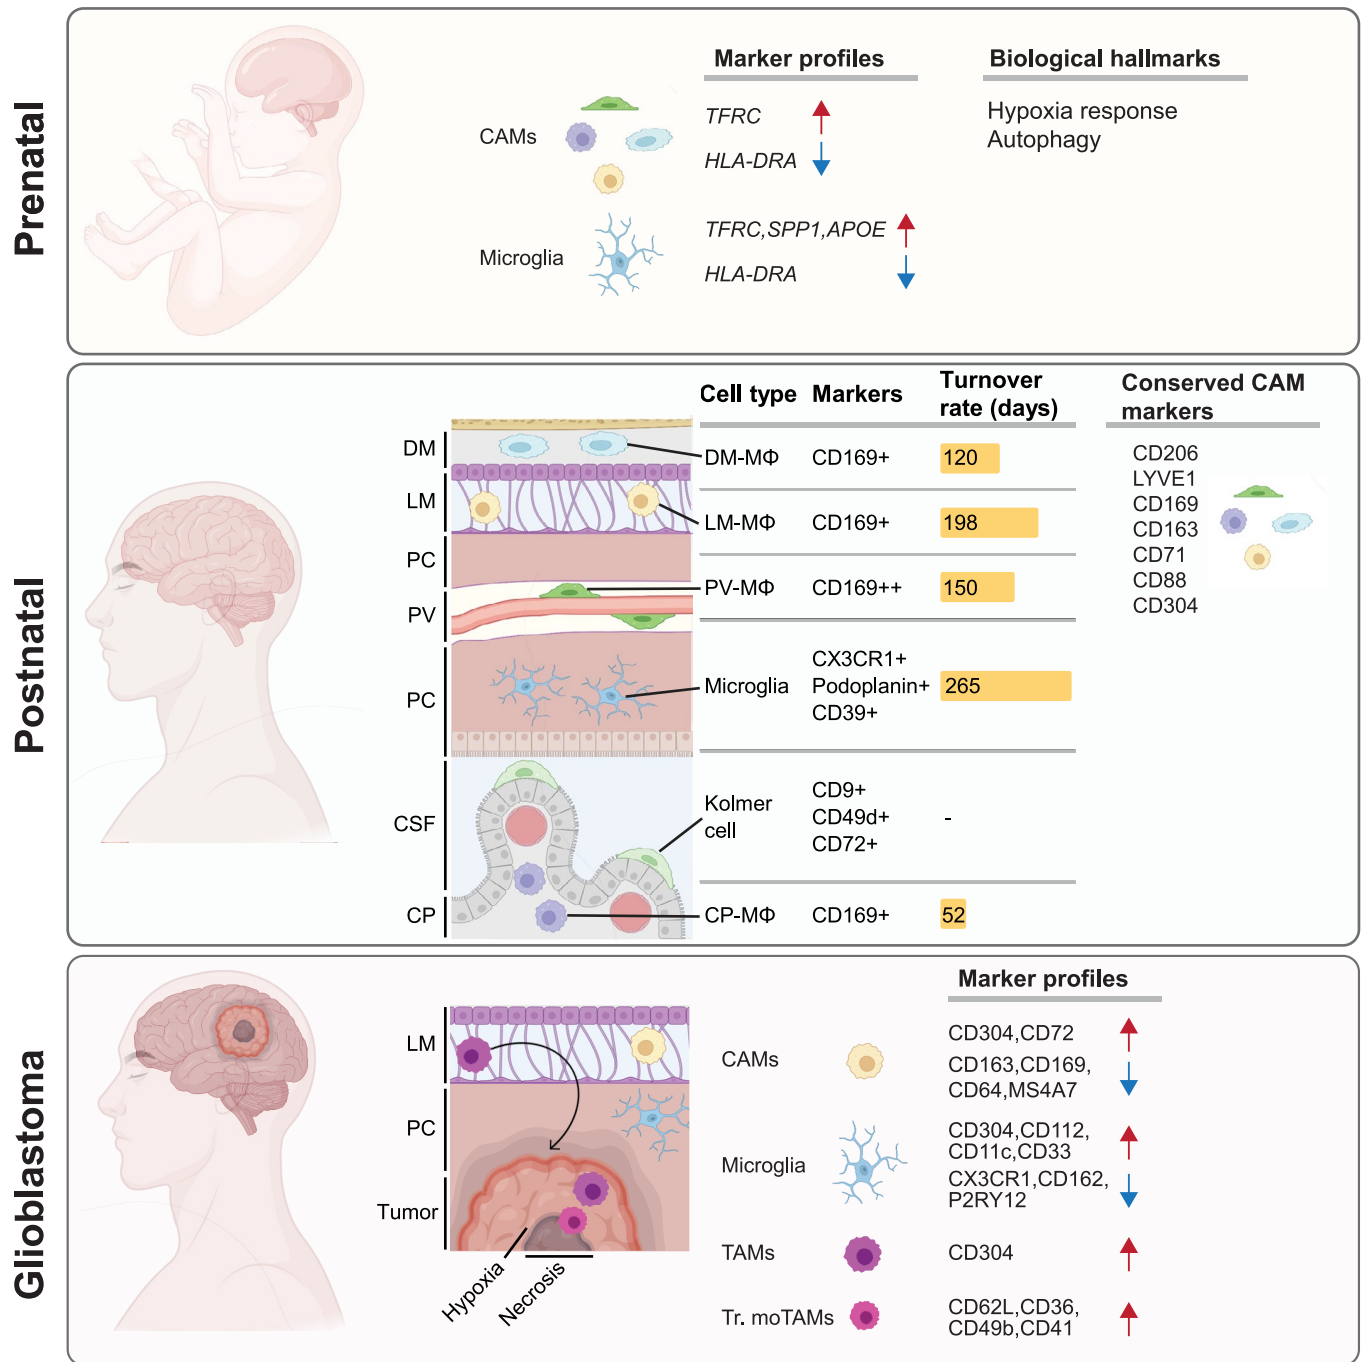 Prenatal
Marker profiles
Biological hallmarks
CAMs
TFRC
HLA-DRA
Hypoxia response
Autophagy
Microglia
TFRC,SPP1,APOE
HLA-DRA
Postnatal
Cell type
Markers
Turnover
rate (days)
Conserved CAM
markers
DM
DM-MΦ
CD169+
120
LM
LM-MΦ
CD169+
198
PC
PV
PV-MΦ
CD169++
150
PC
Microglia
CX3CR1+
Podoplanin+
CD39+
265
CSF
Kolmer
cell
CD9+
CD49d+
CD72+
-
CP
CP-MΦ
CD169+
52
CD206
LYVE1
CD169
CD163
CD71
CD88
CD304
Glioblastoma
LM
PC
Tumor
Hypoxia
Necrosis
Marker profiles
CAMs
CD304,CD72
CD163,CD169,
CD64,MS4A7
Microglia
CD304,CD112,
CD11c,CD33
CX3CR1,CD162,
P2RY12
TAMs
CD304
Tr. moTAMs
CD62L,CD36,
CD49b,CD41